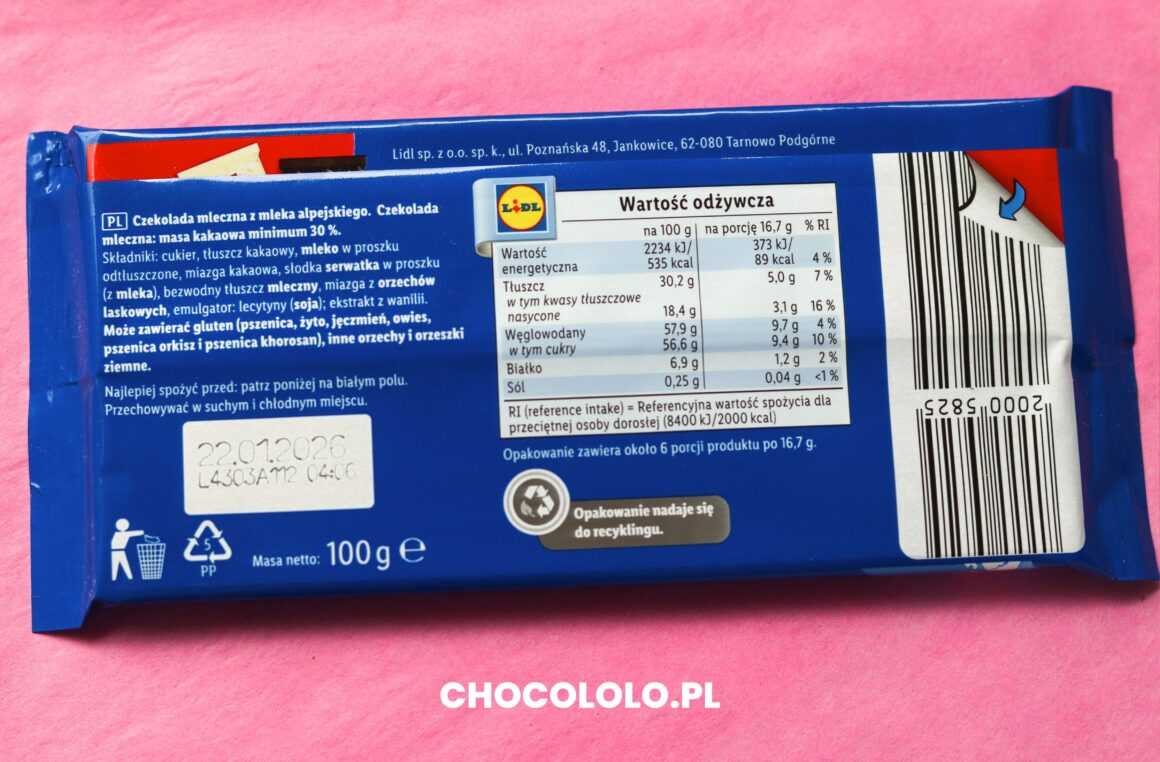 Lidl sp. z o.o. sp. k., ul. Poznańska 48, Jankowice, 62-080 Tarnowo Podgórne
PL Czekolada mleczna z mleka alpejskiego. Czekolada
mleczna: masa kakaowa minimum 30 %.
Składniki: cukier, tłuszcz kakaowy, mleko w proszku
odtłuszczone, miazga kakaowa, słodka serwatka w proszku
(z mleka), bezwodny tłuszcz mleczny, miazga z orzechów
laskowych, emulgator: lecytyny (soja); ekstrakt z wanilii.
Może zawierać gluten (pszenica, żyto, jęczmień, owies,
pszenica orkisz i pszenica khorosan), inne orzechy i orzeszki
ziemne.
Najlepiej spożyć przed: patrz poniżej na białym polu.
Przechowywać w suchym i chłodnym miejscu.
22.01.2026
L4303A112 04:06
5
PP
Masa netto: 100 g e
LIDL
Wartość odżywcza
na 100 g na porcję 16,7 g % RI
Wartość 2234 kJ/ 373 kJ/
energetyczna 535 kcal 89 kcal 4 %
Tłuszcz 30,2 g 5,0 g 7 %
w tym kwasy tłuszczowe
nasycone 18,4 g 3,1 g 16 %
Węglowodany 57,9 g 9,7 g 4 %
w tym cukry 56,6 g 9,4 g 10 %
Białko 6,9 g 1,2 g 2 %
Sól 0,25 g 0,04 g <1 %
RI (reference intake) = Referencyjna wartość spożycia dla
przeciętnej osoby dorosłej (8400 kJ/2000 kcal)
Opakowanie zawiera około 6 porcji produktu po 16,7 g.
Opakowanie nadaje się
do recyklingu.
2000 5825
CHOCOLOLO.PL